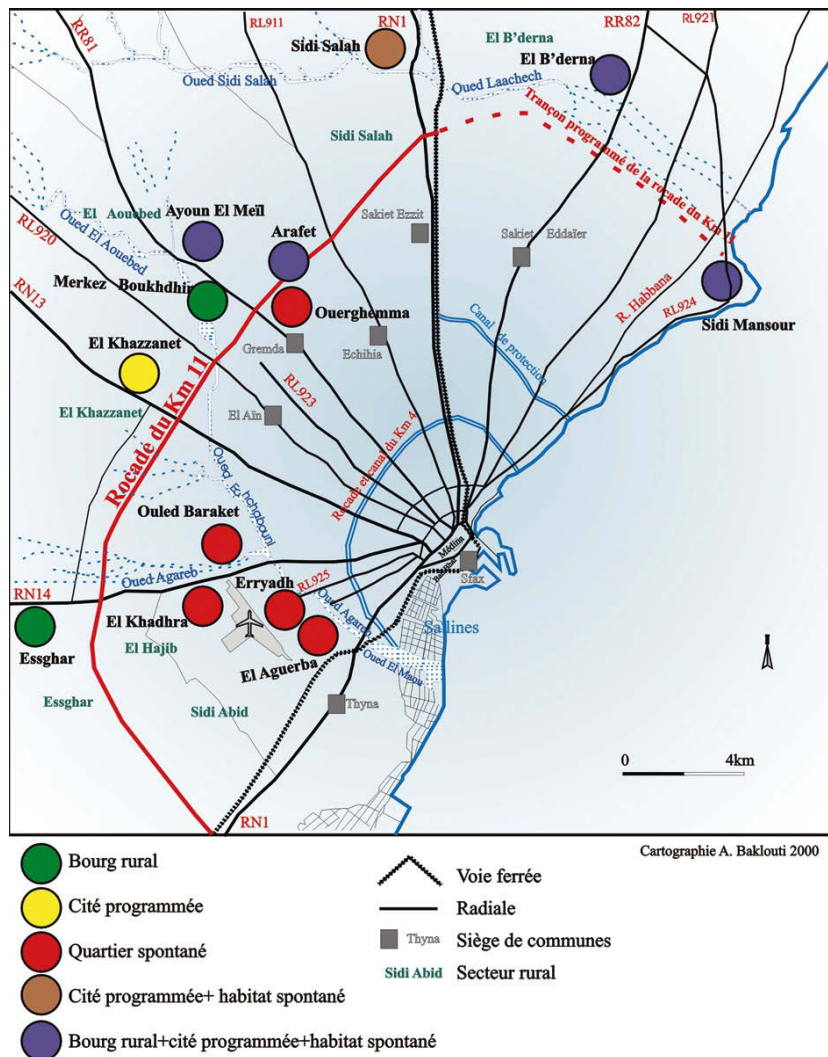 RR81
RL911
RN1
RR82
RL921
Sidi Salah
El B'derna
El B'derna
Oued Sidi Salah
Oued Laachech
Sidi Salah
Trançon programmé de la rocade du Km 11
El Aouebed
Oued El Aouebed
Ayoun El Meïl
Arafet
Sakiet Ezzit
Sakiet Eddaïer
RL920
Merkez Boukhdhir
Ouerghemma
R. Habbana
RL924
Sidi Mansour
RN13
El Khazzanet
Gremda
Echihia
Canal de protection
Rocade du Km 11
RL923
El Khazzanet
El Aïn
Rocade et canal du Km 4
Oued Echchabouni
Ouled Baraket
Médina
Oued Agareb
Sfax
RN14
Erryadh
RL925
Oued Agareb
Sallines
El Khadhra
El Hajib
El Aguerba
Oued El Maou
Essghar
Essghar
Sidi Abid
Thyna
0 4km
RN1
Cartographie A. Baklouti 2000
Bourg rural
Cité programmée
Quartier spontané
Cité programmée+ habitat spontané
Bourg rural+cité programmée+habitat spontané
Voie ferrée
Radiale
Thyna Siège de communes
Sidi Abid Secteur rural